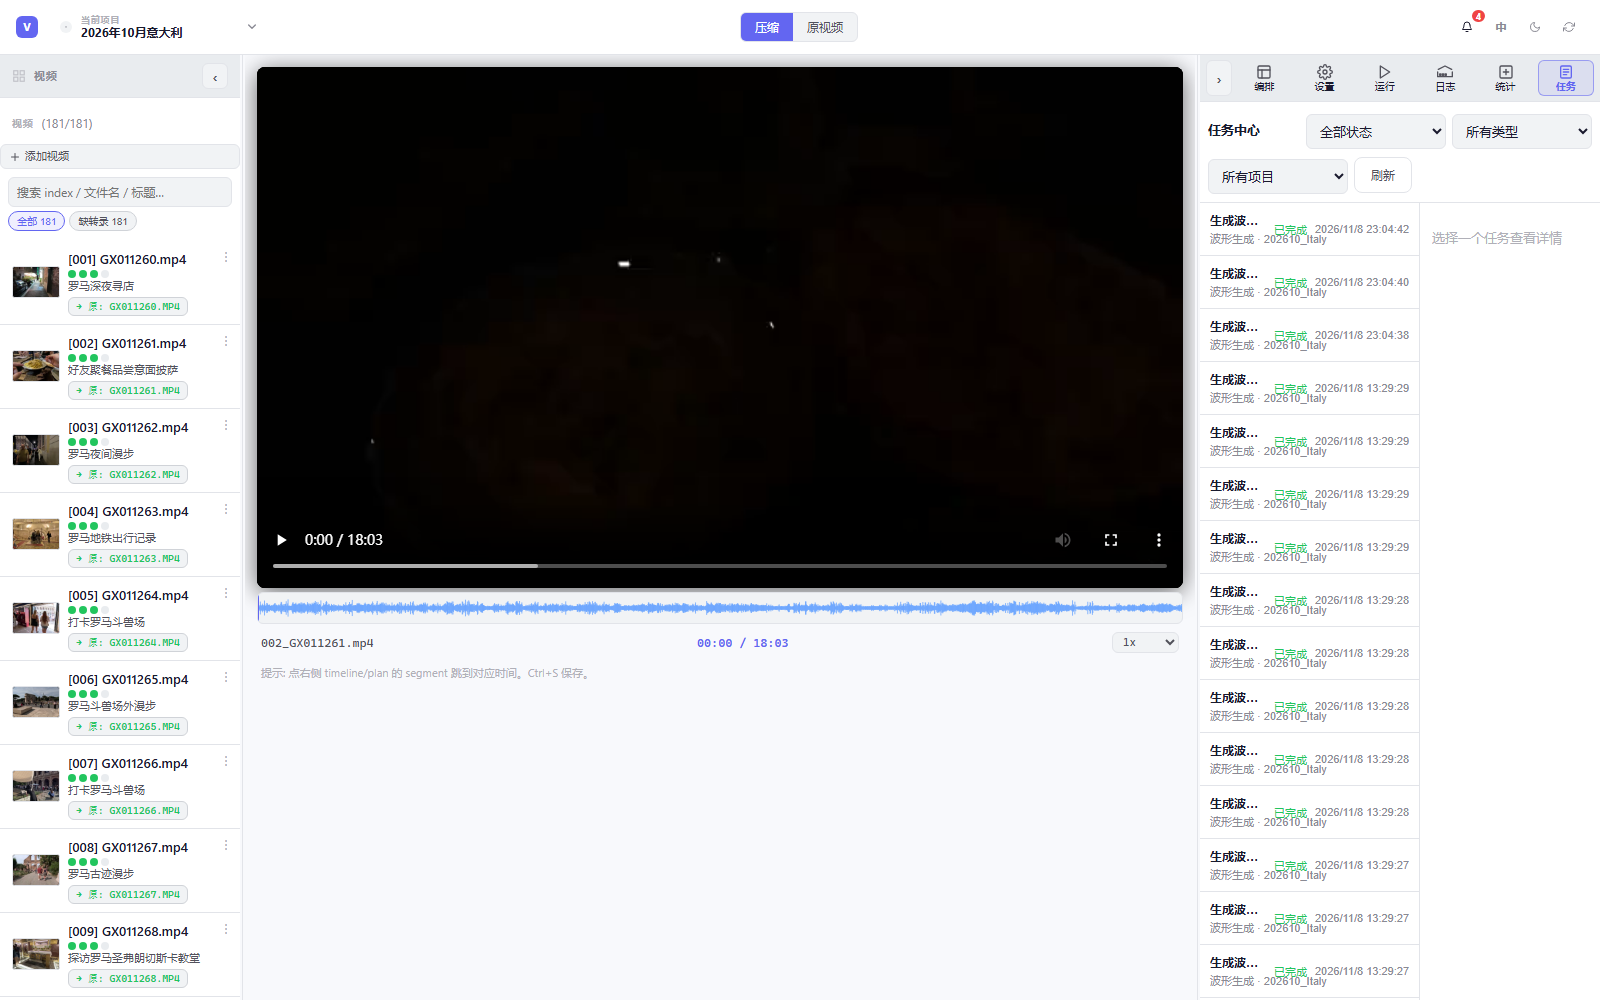 V
当前项目
2026年10月意大利
压缩
原视频
4
中
视频
‹
视频 (181/181)
+ 添加视频
搜索 index / 文件名 / 标题...
全部 181
缺转录 181
[001] GX011260.mp4
罗马深夜寻店
→ 原: GX011260.MP4
[002] GX011261.mp4
好友聚餐品尝意面披萨
→ 原: GX011261.MP4
[003] GX011262.mp4
罗马夜间漫步
→ 原: GX011262.MP4
[004] GX011263.mp4
罗马地铁出行记录
→ 原: GX011263.MP4
[005] GX011264.mp4
打卡罗马斗兽场
→ 原: GX011264.MP4
[006] GX011265.mp4
罗马斗兽场外漫步
→ 原: GX011265.MP4
[007] GX011266.mp4
打卡罗马斗兽场
→ 原: GX011266.MP4
[008] GX011267.mp4
罗马古迹漫步
→ 原: GX011267.MP4
[009] GX011268.mp4
探访罗马圣弗朗切斯卡教堂
→ 原: GX011268.MP4
0:00 / 18:03
002_GX011261.mp4
00:00 / 18:03
1x
提示: 点右侧 timeline/plan 的 segment 跳到对应时间。Ctrl+S 保存。
›
编排
设置
运行
日志
统计
任务
任务中心
全部状态
所有类型
所有项目
刷新
生成波... 已完成 2026/11/8 23:04:42
波形生成 · 202610_Italy
生成波... 已完成 2026/11/8 23:04:40
波形生成 · 202610_Italy
生成波... 已完成 2026/11/8 23:04:38
波形生成 · 202610_Italy
生成波... 已完成 2026/11/8 13:29:29
波形生成 · 202610_Italy
生成波... 已完成 2026/11/8 13:29:29
波形生成 · 202610_Italy
生成波... 已完成 2026/11/8 13:29:29
波形生成 · 202610_Italy
生成波... 已完成 2026/11/8 13:29:29
波形生成 · 202610_Italy
生成波... 已完成 2026/11/8 13:29:28
波形生成 · 202610_Italy
生成波... 已完成 2026/11/8 13:29:28
波形生成 · 202610_Italy
生成波... 已完成 2026/11/8 13:29:28
波形生成 · 202610_Italy
生成波... 已完成 2026/11/8 13:29:28
波形生成 · 202610_Italy
生成波... 已完成 2026/11/8 13:29:28
波形生成 · 202610_Italy
生成波... 已完成 2026/11/8 13:29:27
波形生成 · 202610_Italy
生成波... 已完成 2026/11/8 13:29:27
波形生成 · 202610_Italy
生成波... 已完成 2026/11/8 13:29:27
波形生成 · 202610_Italy
选择一个任务查看详情